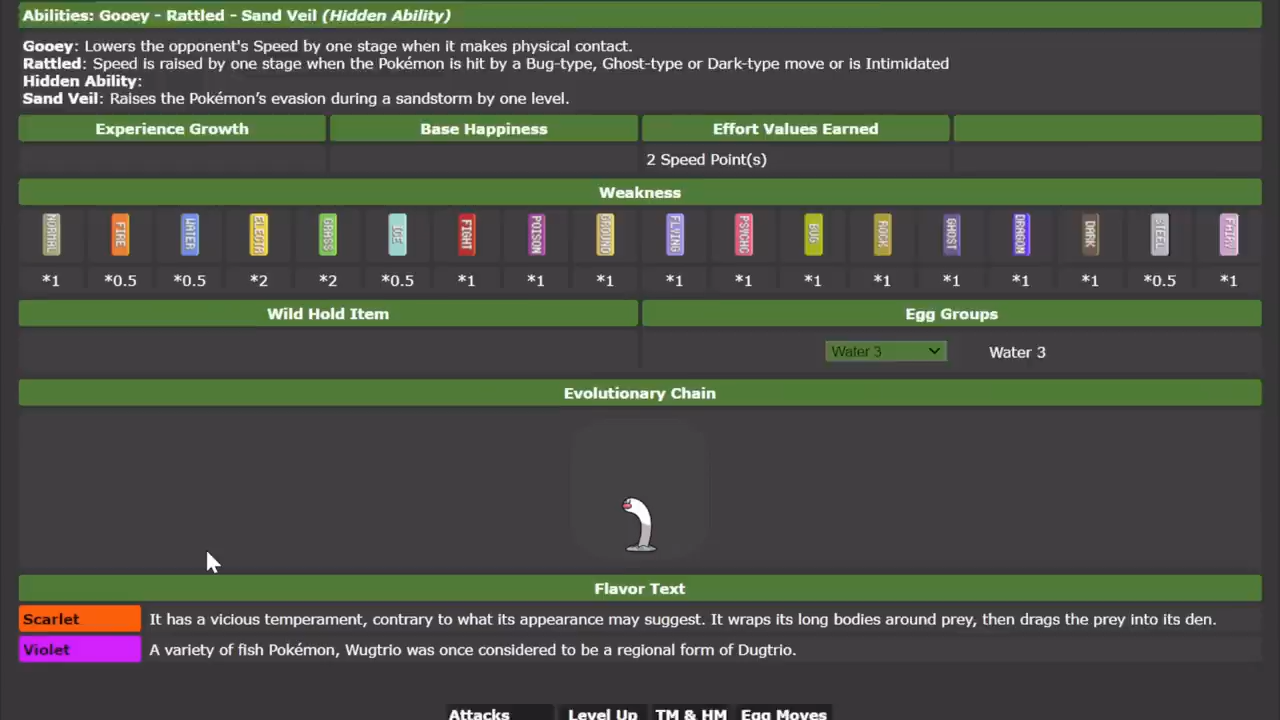 Abilities: Gooey - Rattled - Sand Veil (Hidden Ability)
Gooey: Lowers the opponent's Speed by one stage when it makes physical contact.
Rattled: Speed is raised by one stage when the Pokémon is hit by a Bug-type, Ghost-type or Dark-type move or is Intimidated
Hidden Ability:
Sand Veil: Raises the Pokémon’s evasion during a sandstorm by one level.
Experience Growth Base Happiness Effort Values Earned
2 Speed Point(s)
Weakness
NORMAL FIRE WATER ELECTR GRASS ICE FIGHT POISON GROUND FLYING PSYCHC BUG ROCK GHOST DRAGON DARK STEEL FAIRY
*1 *0.5 *0.5 *2 *2 *0.5 *1 *1 *1 *1 *1 *1 *1 *1 *1 *1 *0.5 *1
Wild Hold Item Egg Groups
Water 3 Water 3
Evolutionary Chain
Flavor Text
Scarlet It has a vicious temperament, contrary to what its appearance may suggest. It wraps its long bodies around prey, then drags the prey into its den.
Violet A variety of fish Pokémon, Wugtrio was once considered to be a regional form of Dugtrio.
Attacks Level Up TM & HM Egg Moves